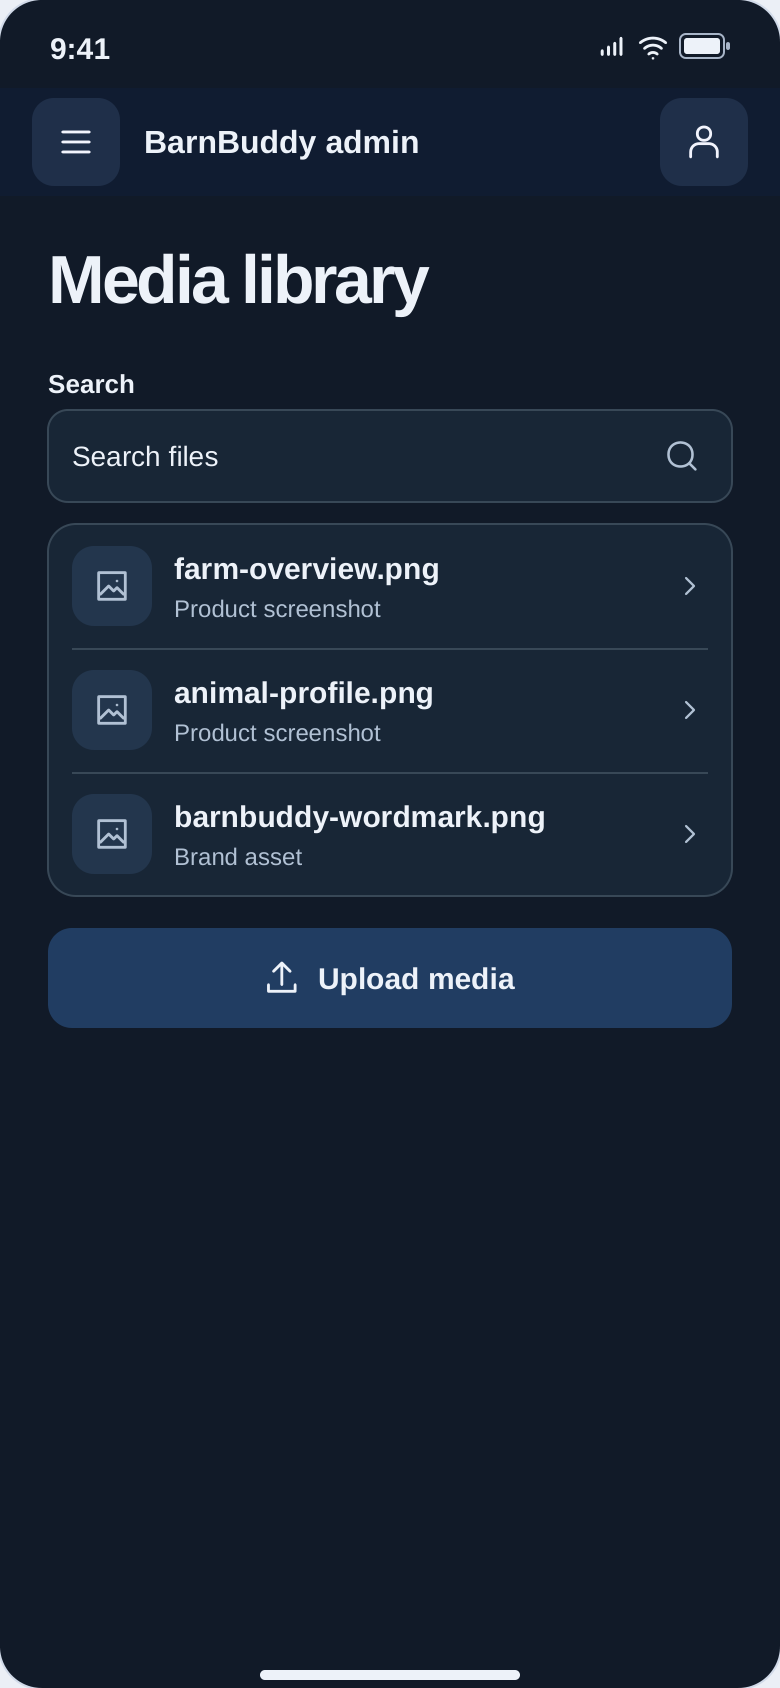 9:41
BarnBuddy admin
Media library
Search
Search files
farm-overview.png
Product screenshot
animal-profile.png
Product screenshot
barnbuddy-wordmark.png
Brand asset
Upload media